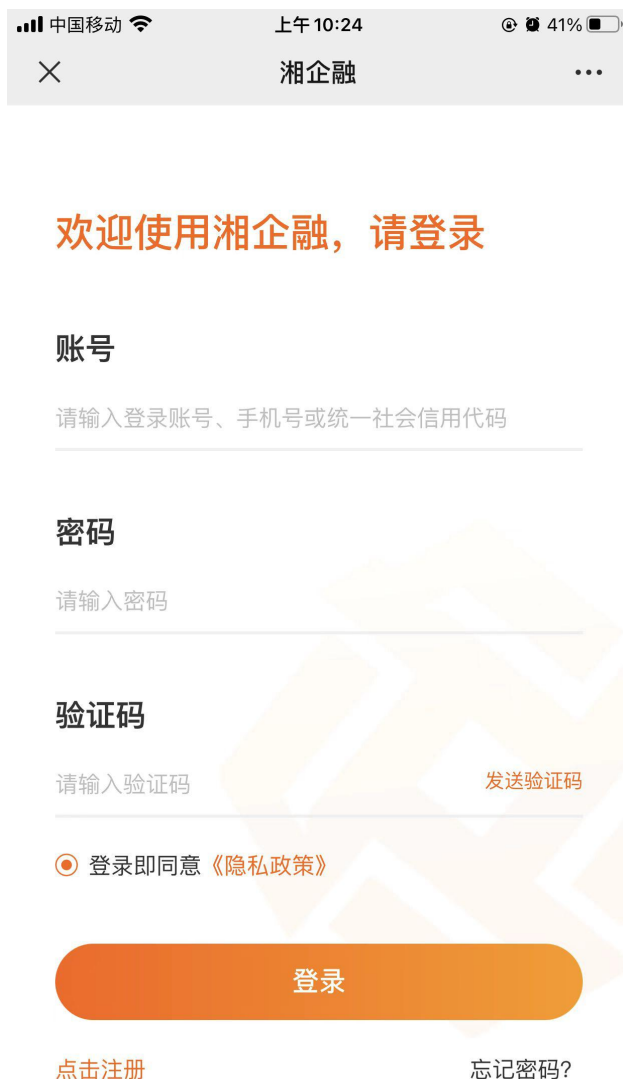 中国移动 上午10:24 41%
湘企融
欢迎使用湘企融，请登录
账号
请输入登录账号、手机号或统一社会信用代码
密码
请输入密码
验证码
请输入验证码 发送验证码
登录即同意《隐私政策》
登录
点击注册 忘记密码?